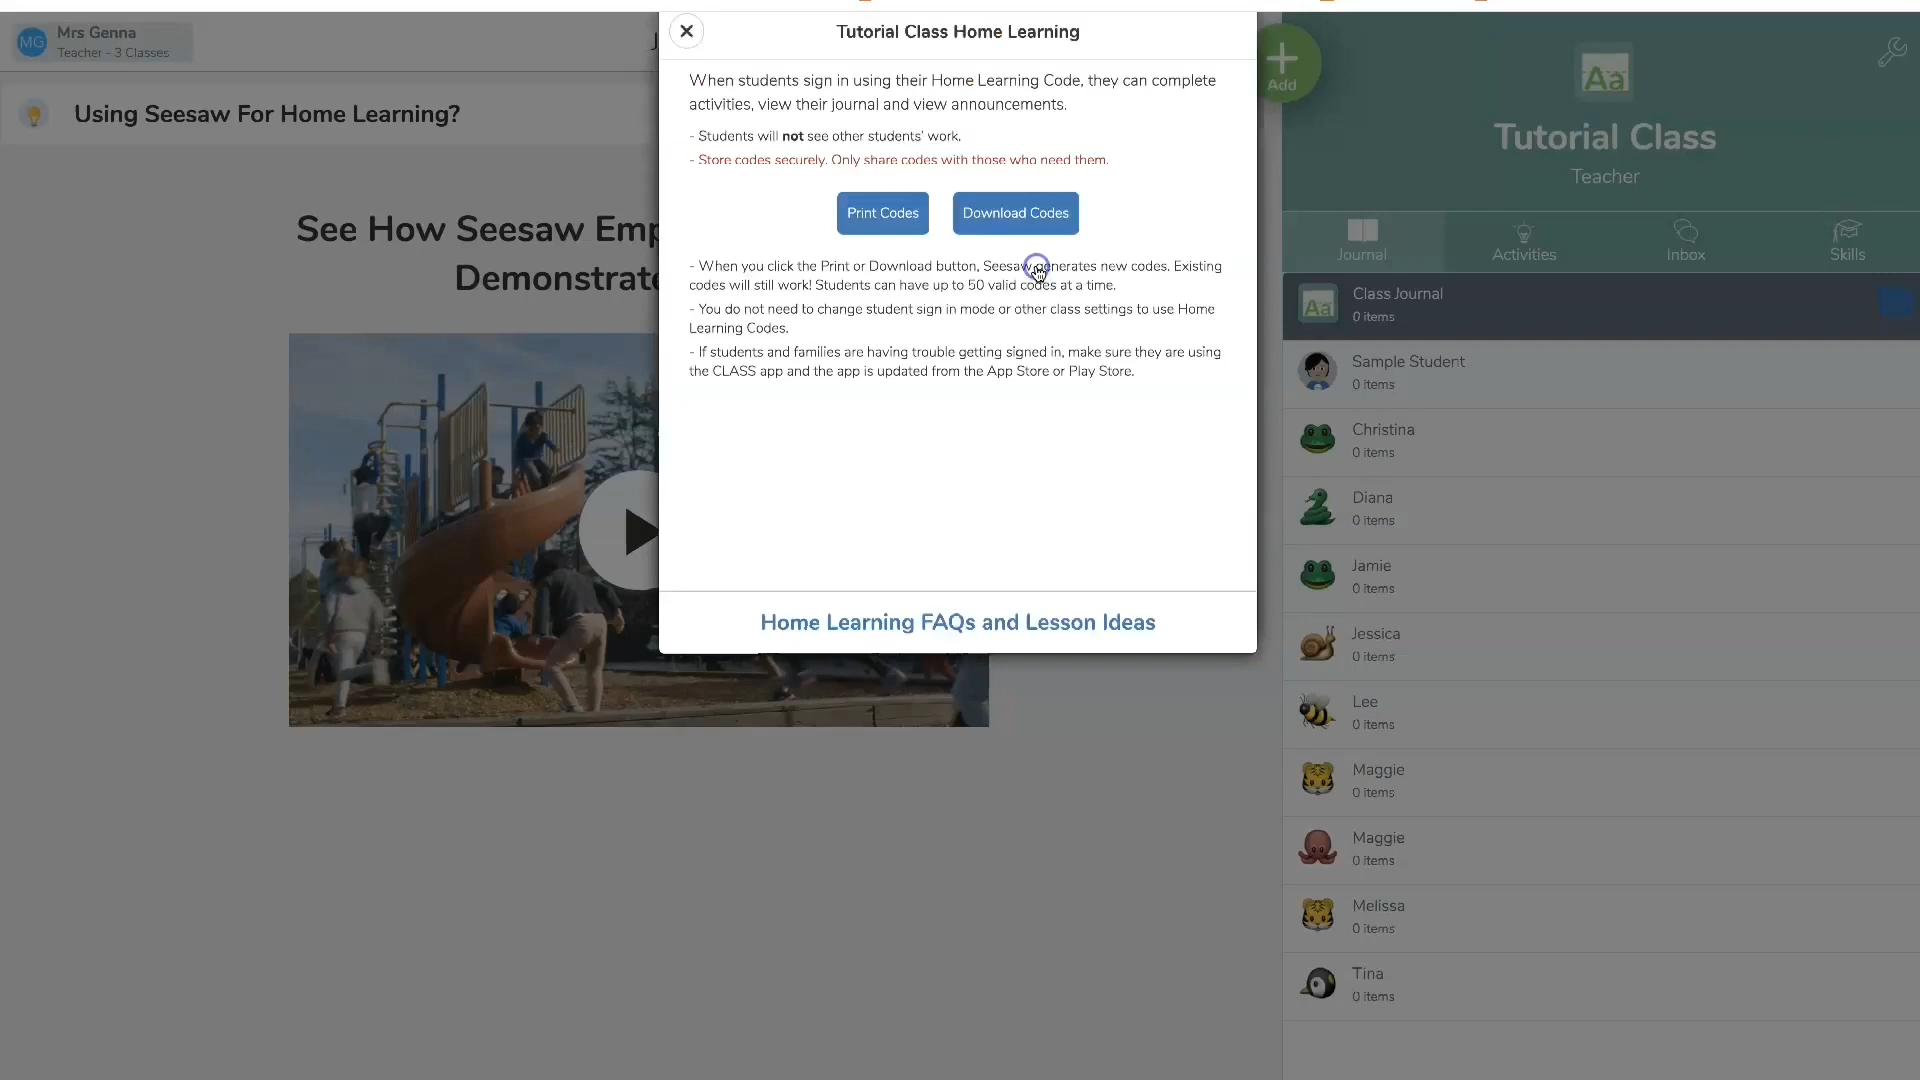 Mrs Genna
Teacher - 3 Classes
J
Using Seesaw For Home Learning?
See How Seesaw Emp
Demonstrate
Tutorial Class Home Learning
When students sign in using their Home Learning Code, they can complete
activities, view their journal and view announcements.
- Students will not see other students' work.
- Store codes securely. Only share codes with those who need them.
Print Codes
Download Codes
- When you click the Print or Download button, Seesaw generates new codes. Existing
codes will still work! Students can have up to 50 valid codes at a time.
- You do not need to change student sign in mode or other class settings to use Home
Learning Codes.
- If students and families are having trouble getting signed in, make sure they are using
the CLASS app and the app is updated from the App Store or Play Store.
Home Learning FAQs and Lesson Ideas
MG
Add
Aa
Tutorial Class
Teacher
Journal
Activities
Inbox
Skills
Aa
Class Journal
0 items
Sample Student
0 items
Christina
0 items
Diana
0 items
Jamie
0 items
Jessica
0 items
Lee
0 items
Maggie
0 items
Maggie
0 items
Melissa
0 items
Tina
0 items